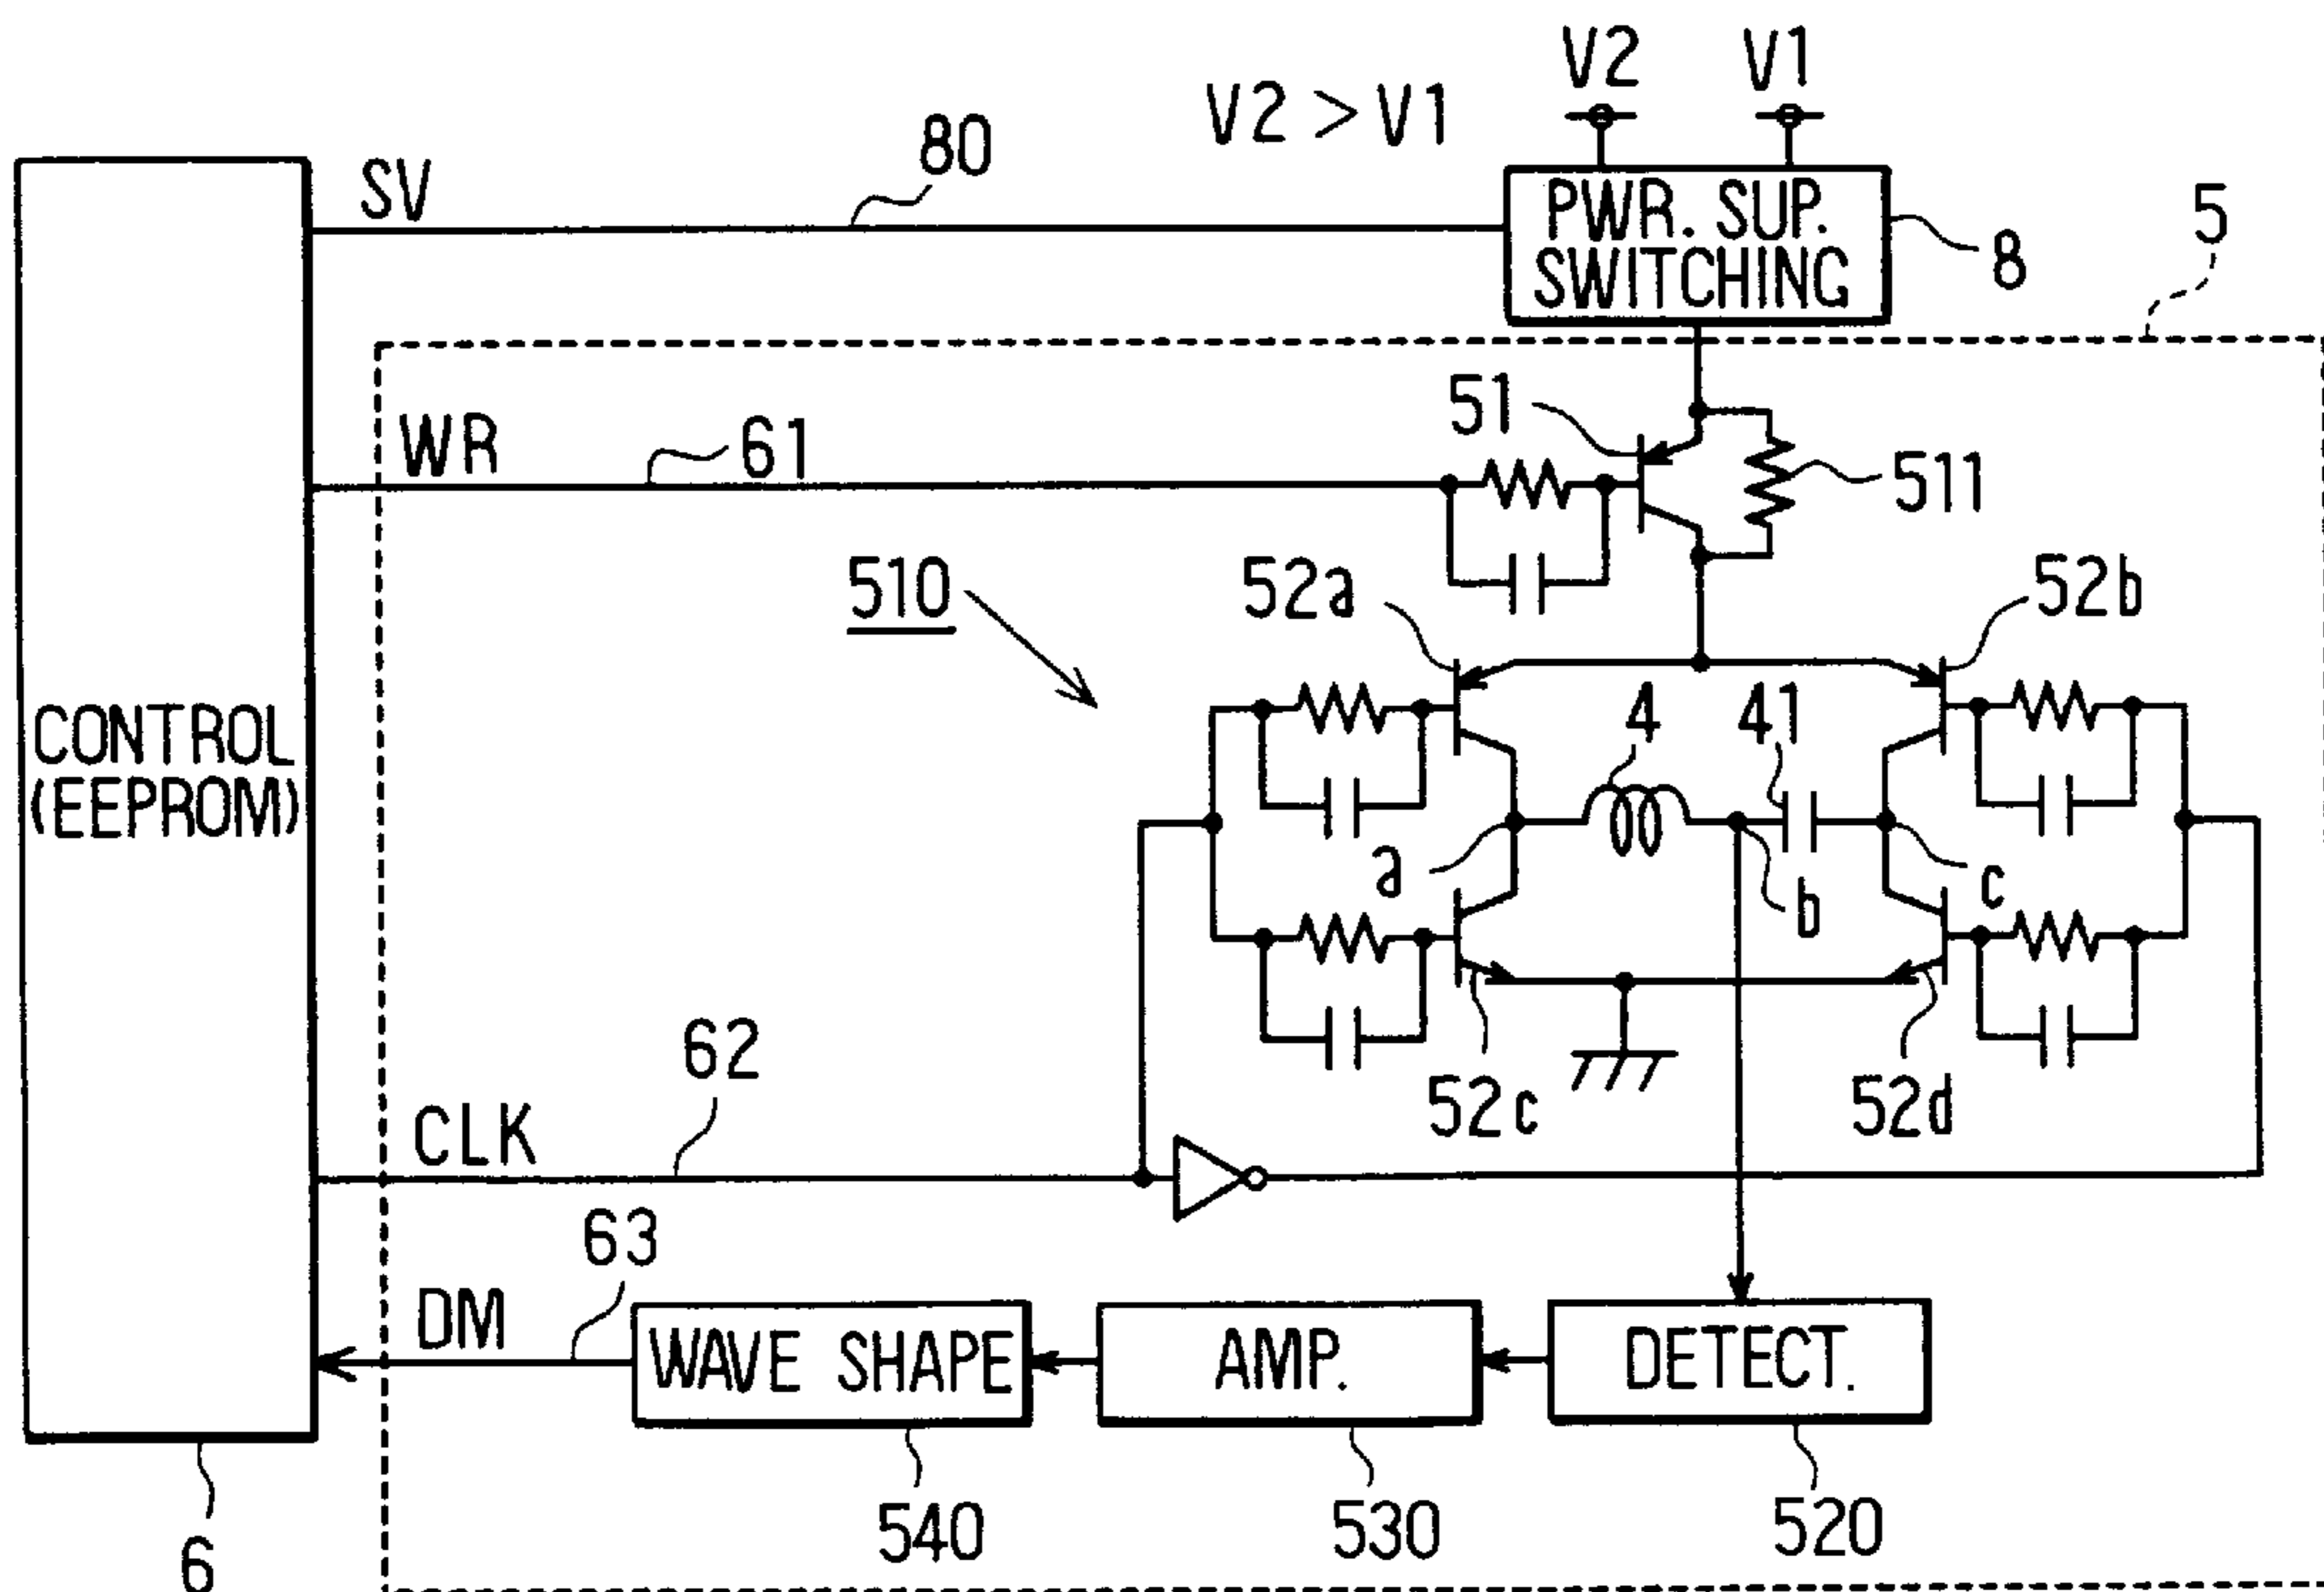 V2 V1
V2 > V1
80
SV
PWR. SUP.
SWITCHING
8
5
51
WR
61
511
510
52a
52b
4
41
CONTROL
(EEPROM)
a
b
c
62
52c
52d
CLK
63
DM
WAVE SHAPE
AMP.
DETECT.
540
530
520
6